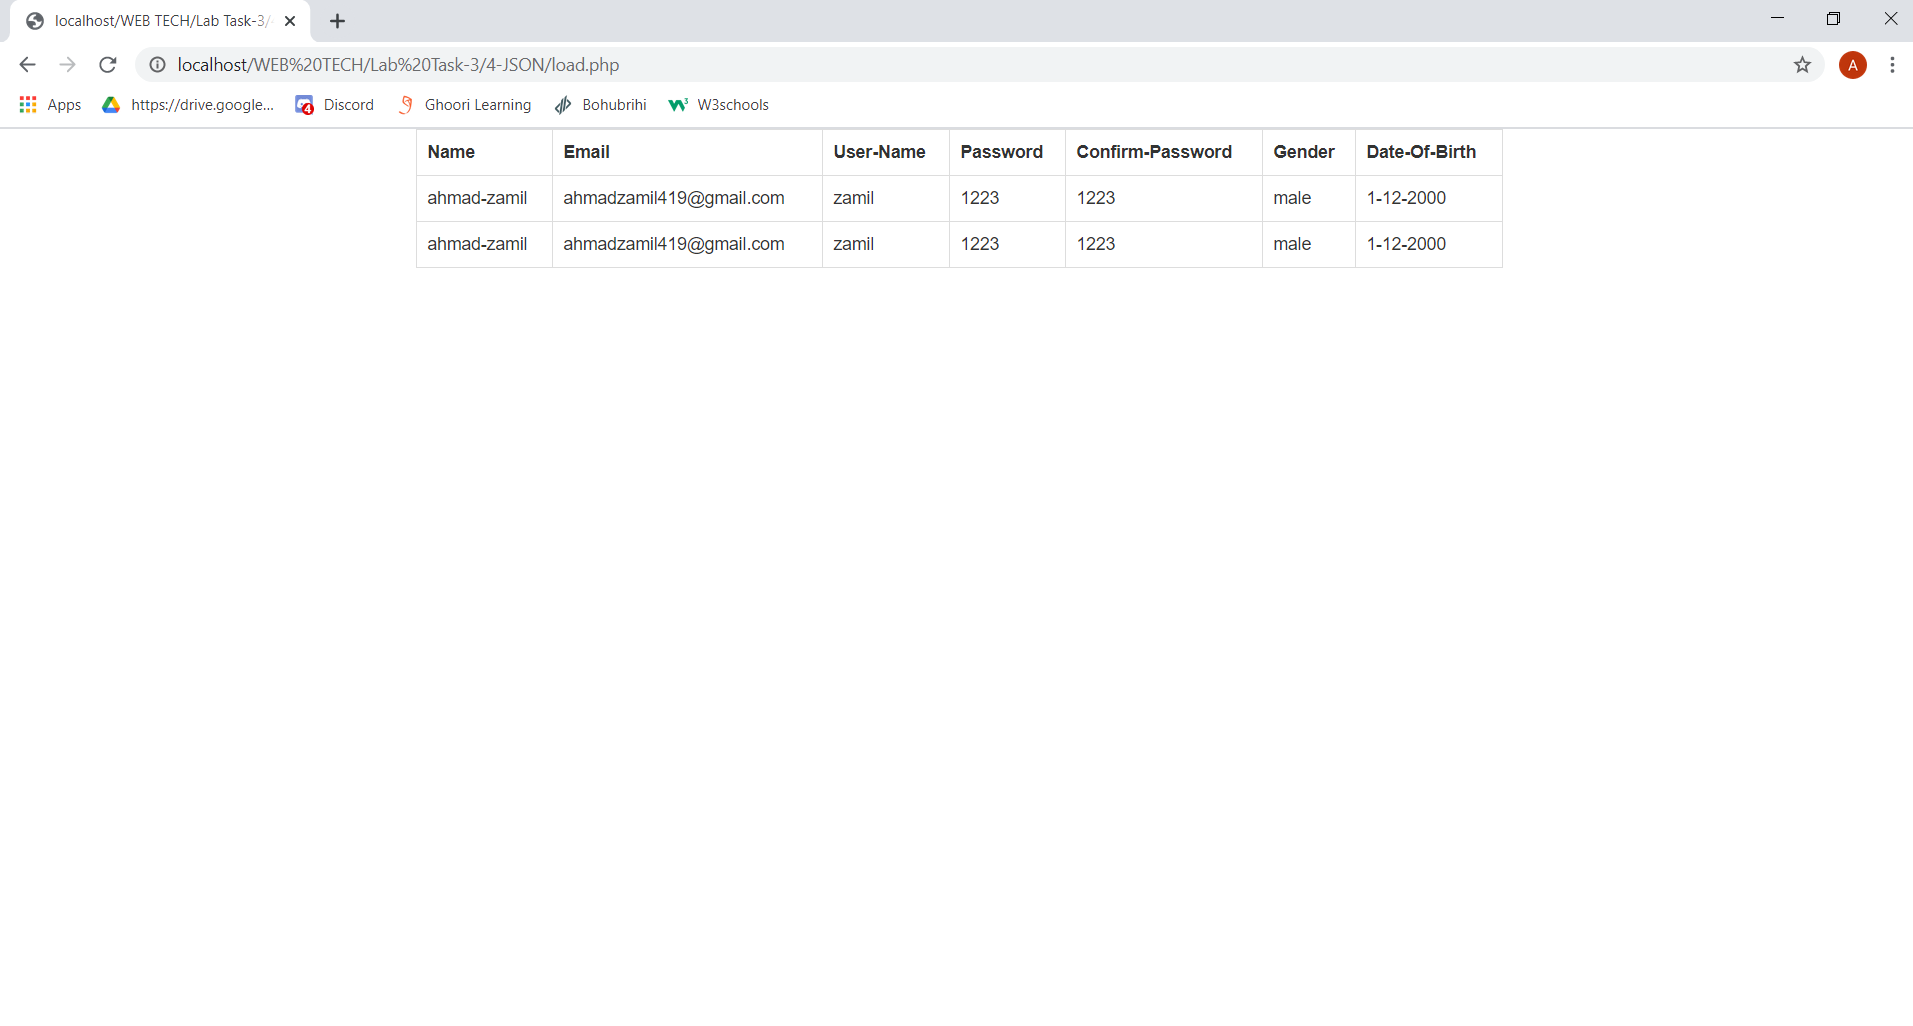 localhost/WEB TECH/Lab Task-3/
localhost/WEB%20TECH/Lab%20Task-3/4-JSON/load.php
A
Apps https://drive.google... 4 Discord Ghoori Learning Bohubrihi W3 W3schools
Name Email User-Name Password Confirm-Password Gender Date-Of-Birth
ahmad-zamil ahmadzamil419@gmail.com zamil 1223 1223 male 1-12-2000
ahmad-zamil ahmadzamil419@gmail.com zamil 1223 1223 male 1-12-2000